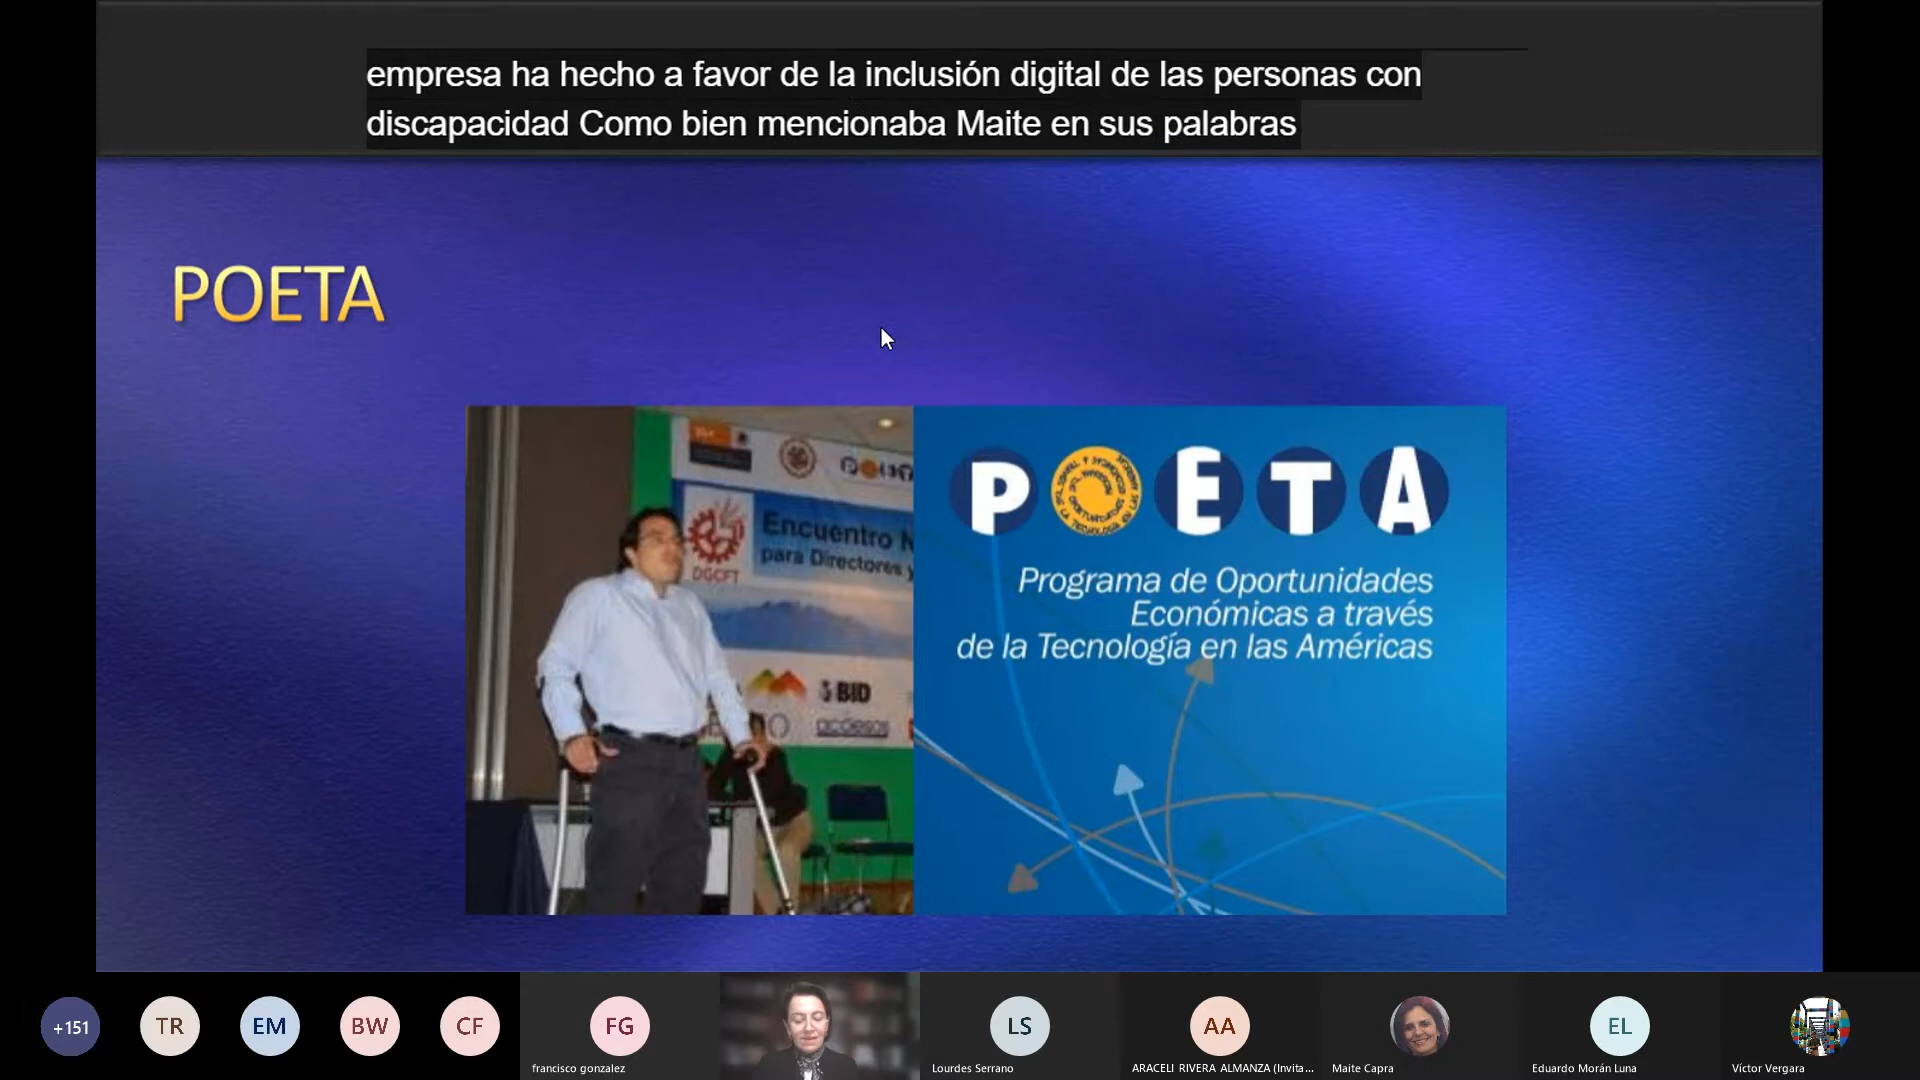 empresa ha hecho a favor de la inclusión digital de las personas con
discapacidad Como bien mencionaba Maite en sus palabras
POETA
POETA
Encuentro
para Directores y
DGCFT
BID
POETA
Programa de Oportunidades
Económicas a través
de la Tecnología en las Américas
+151
TR
EM
BW
CF
FG
francisco gonzalez
LS
Lourdes Serrano
AA
ARACELI RIVERA ALMANZA (Invita...
Maite Capra
EL
Eduardo Morán Luna
Víctor Vergara